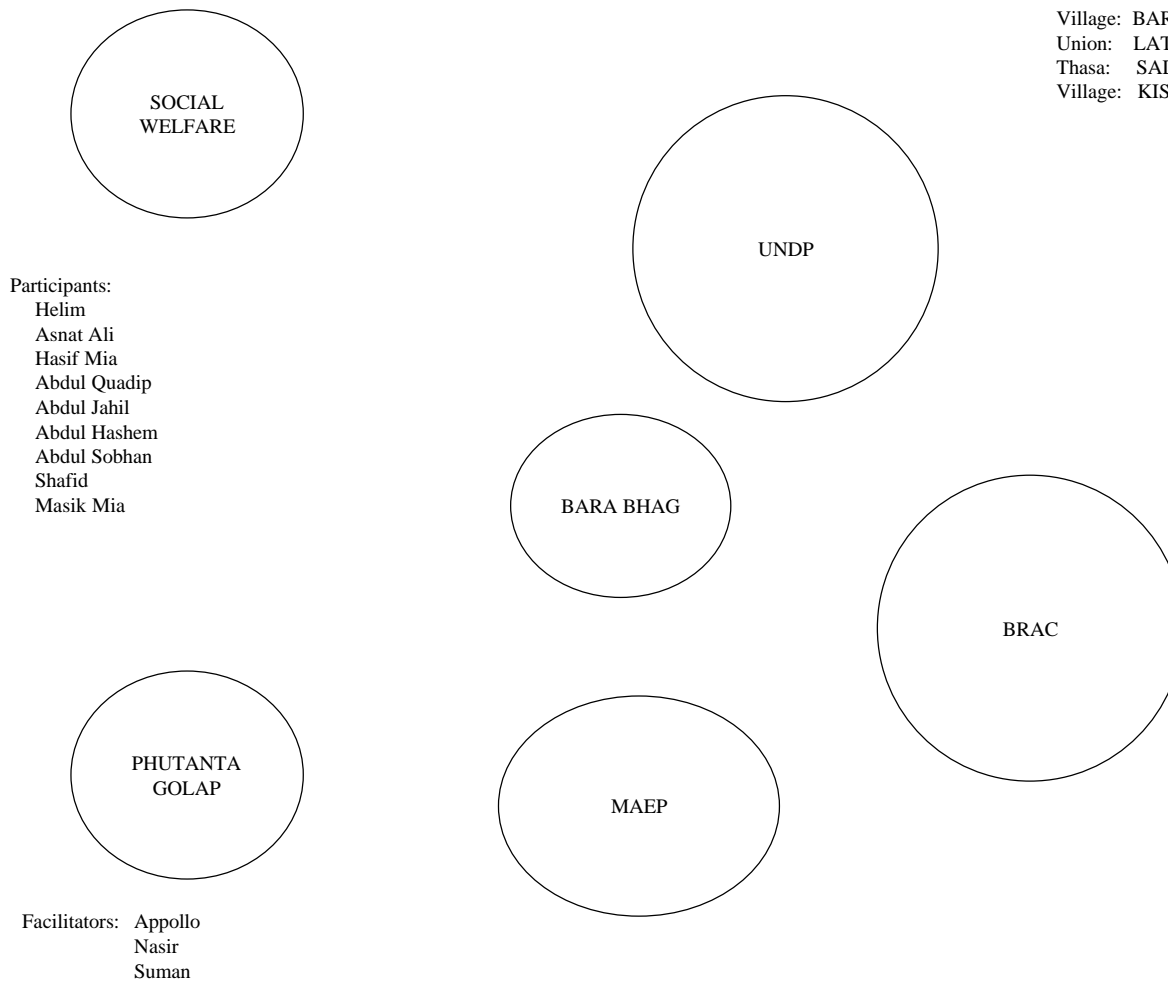 Village: BAR
Union: LAT
Thasa: SAD
Village: KIS
SOCIAL
WELFARE
UNDP
Participants:
Helim
Asnat Ali
Hasif Mia
Abdul Quadip
Abdul Jahil
Abdul Hashem
Abdul Sobhan
Shafid
Masik Mia
BARA BHAG
BRAC
PHUTANTA
GOLAP
MAEP
Facilitators: Appollo
Nasir
Suman